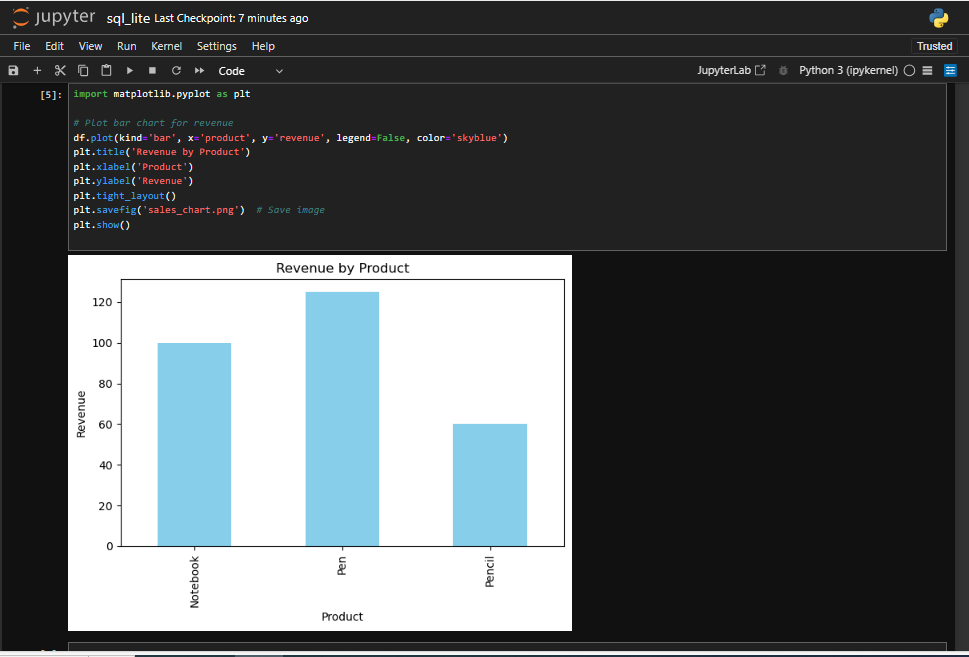 jupyter sql_lite Last Checkpoint: 7 minutes ago
File Edit View Run Kernel Settings Help Trusted
Code JupyterLab Python 3 (ipykernel)
[5]: import matplotlib.pyplot as plt
# Plot bar chart for revenue
df.plot(kind='bar', x='product', y='revenue', legend=False, color='skyblue')
plt.title('Revenue by Product')
plt.xlabel('Product')
plt.ylabel('Revenue')
plt.tight_layout()
plt.savefig('sales_chart.png')  # Save image
plt.show()
Revenue by Product
120
100
80
60
40
20
0
Revenue
Notebook Pen Pencil
Product